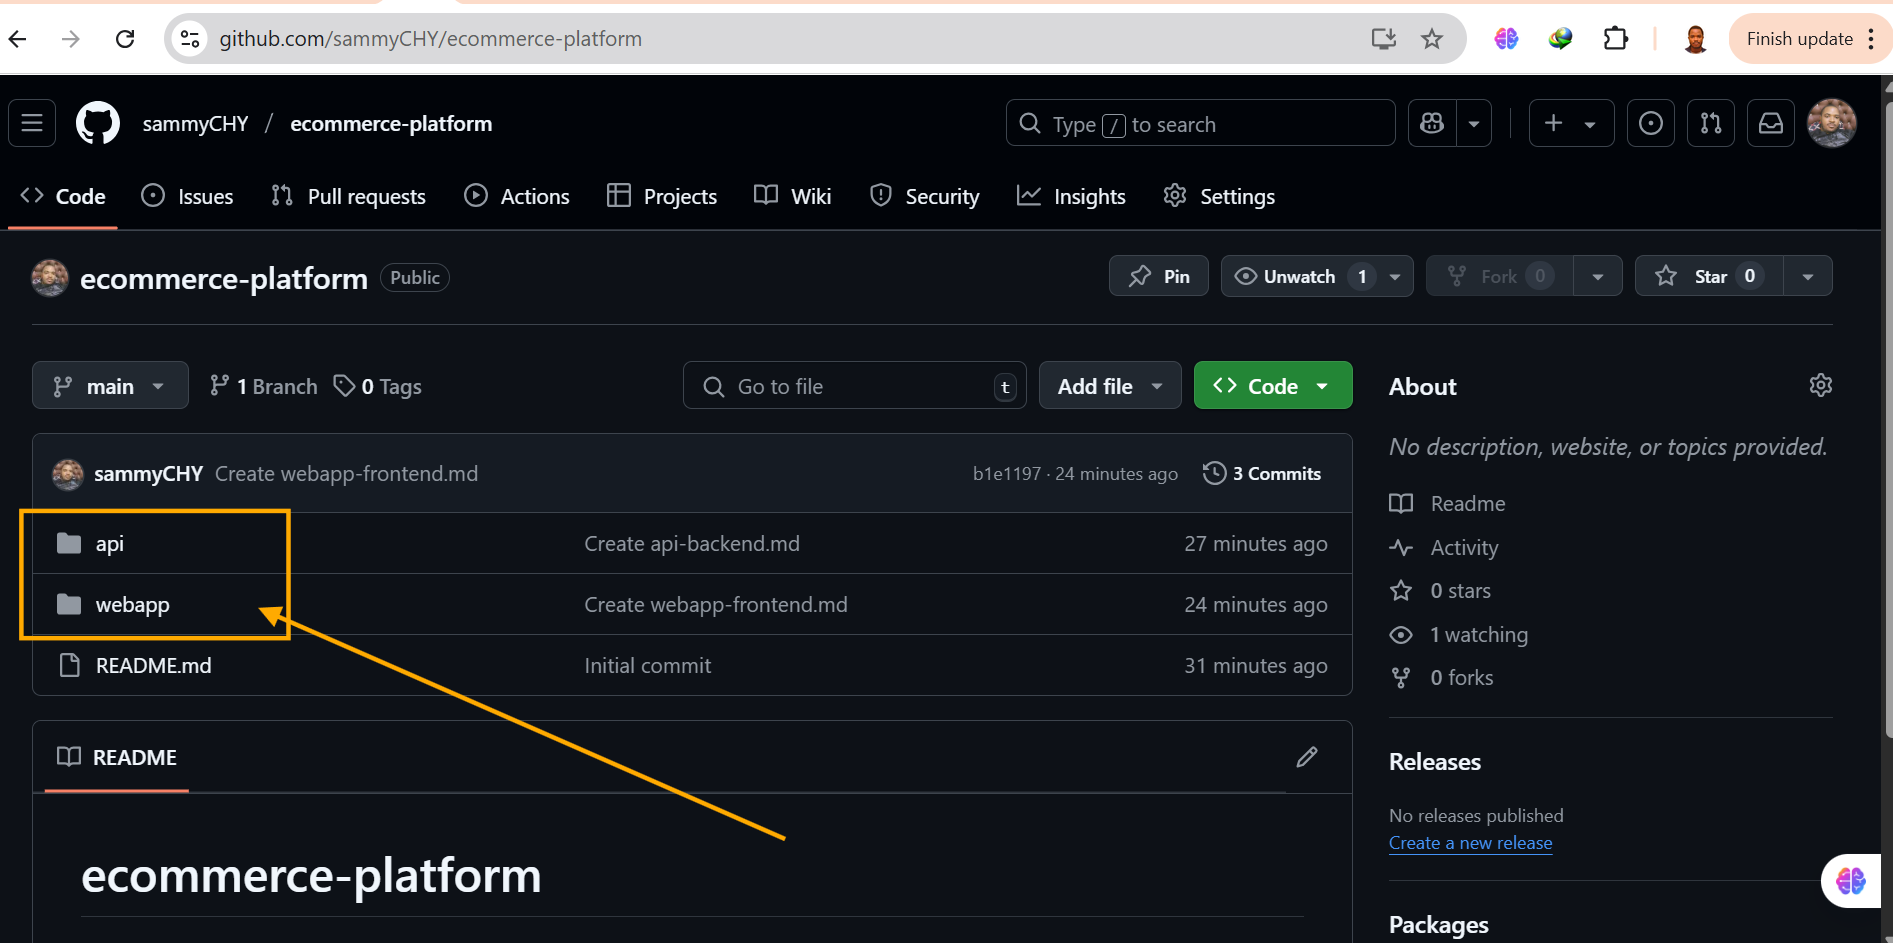 github.com/sammyCHY/ecommerce-platform
Finish update
sammyCHY / ecommerce-platform
Type / to search
Code
Issues
Pull requests
Actions
Projects
Wiki
Security
Insights
Settings
ecommerce-platform Public
Pin
Unwatch 1
Fork 0
Star 0
main
1 Branch
0 Tags
Go to file t
Add file
Code
sammyCHY Create webapp-frontend.md b1e1197 · 24 minutes ago 3 Commits
api Create api-backend.md 27 minutes ago
webapp Create webapp-frontend.md 24 minutes ago
README.md Initial commit 31 minutes ago
README
ecommerce-platform
About
No description, website, or topics provided.
Readme
Activity
0 stars
1 watching
0 forks
Releases
No releases published
Create a new release
Packages